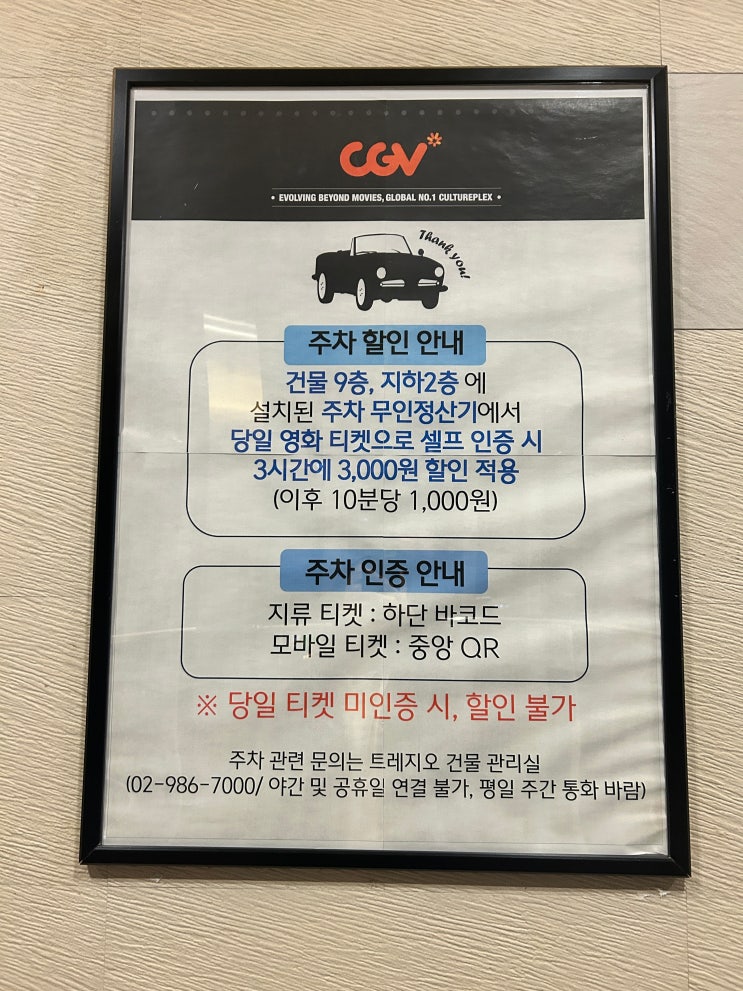 CGV
• EVOLVING BEYOND MOVIES, GLOBAL NO.1 CULTUREPLEX •
Thank you!
주차 할인 안내
건물 9층, 지하2층 에
설치된 주차 무인정산기에서
당일 영화 티켓으로 셀프 인증 시
3시간에 3,000원 할인 적용
(이후 10분당 1,000원)
주차 인증 안내
지류 티켓 : 하단 바코드
모바일 티켓 : 중앙 QR
※ 당일 티켓 미인증 시, 할인 불가
주차 관련 문의는 트레지오 건물 관리실
(02-986-7000/ 야간 및 공휴일 연결 불가, 평일 주간 통화 바람)